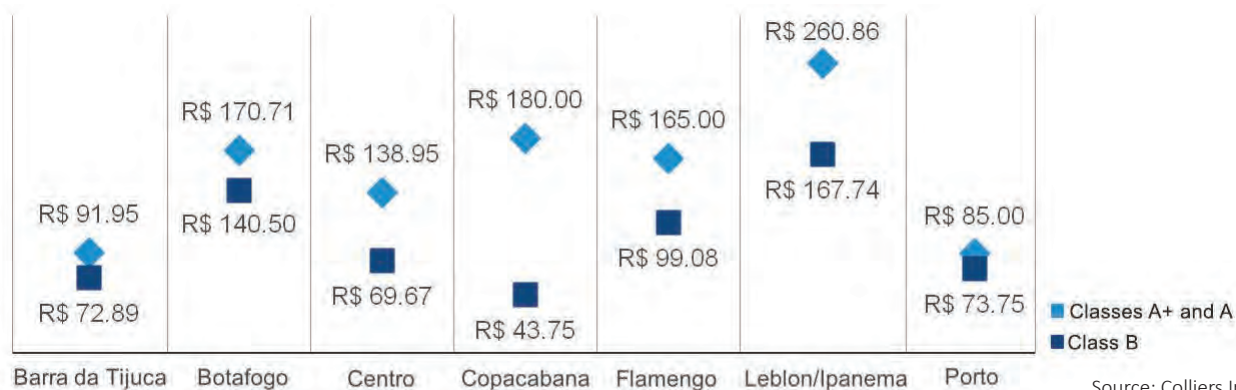 R$ 91.95
R$ 72.89
R$ 170.71
R$ 140.50
R$ 138.95
R$ 69.67
R$ 180.00
R$ 43.75
R$ 165.00
R$ 99.08
R$ 260.86
R$ 167.74
R$ 85.00
R$ 73.75
Classes A+ and A
Class B
Barra da Tijuca
Botafogo
Centro
Copacabana
Flamengo
Leblon/Ipanema
Porto
Source: Colliers